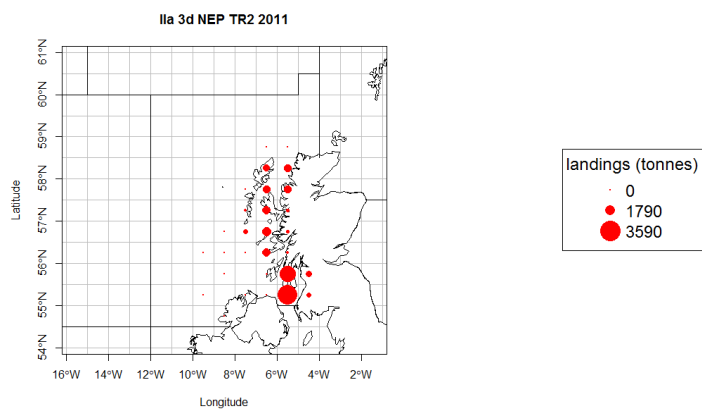 IIa 3d NEP TR2 2011
61°N
60°N
59°N
58°N
57°N
56°N
55°N
54°N
Latitude
16°W 14°W 12°W 10°W 8°W 6°W 4°W 2°W
Longitude
landings (tonnes)
0
1790
3590